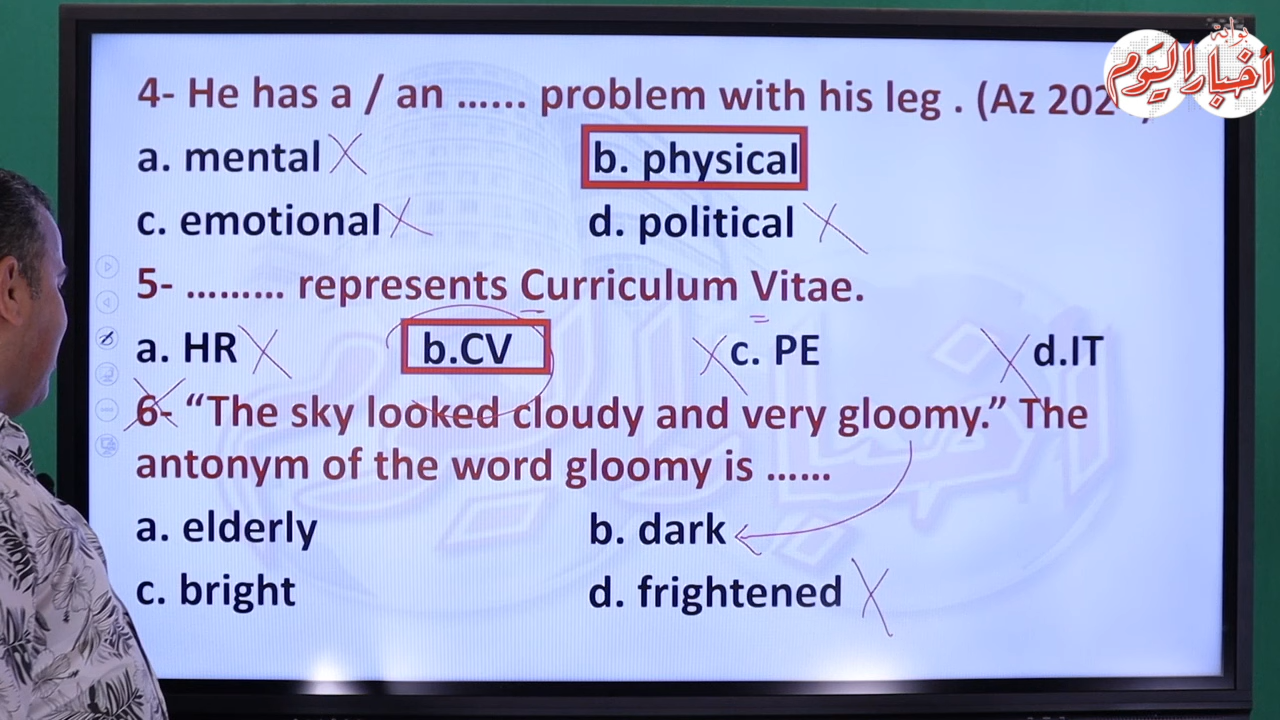 بوابة
أخبار اليوم
4- He has a / an ...... problem with his leg . (Az 202
a. mental
b. physical
c. emotional
d. political
5- ......... represents Curriculum Vitae.
a. HR
b.CV
c. PE
d.IT
6- “The sky looked cloudy and very gloomy.” The
antonym of the word gloomy is ......
a. elderly
b. dark
c. bright
d. frightened